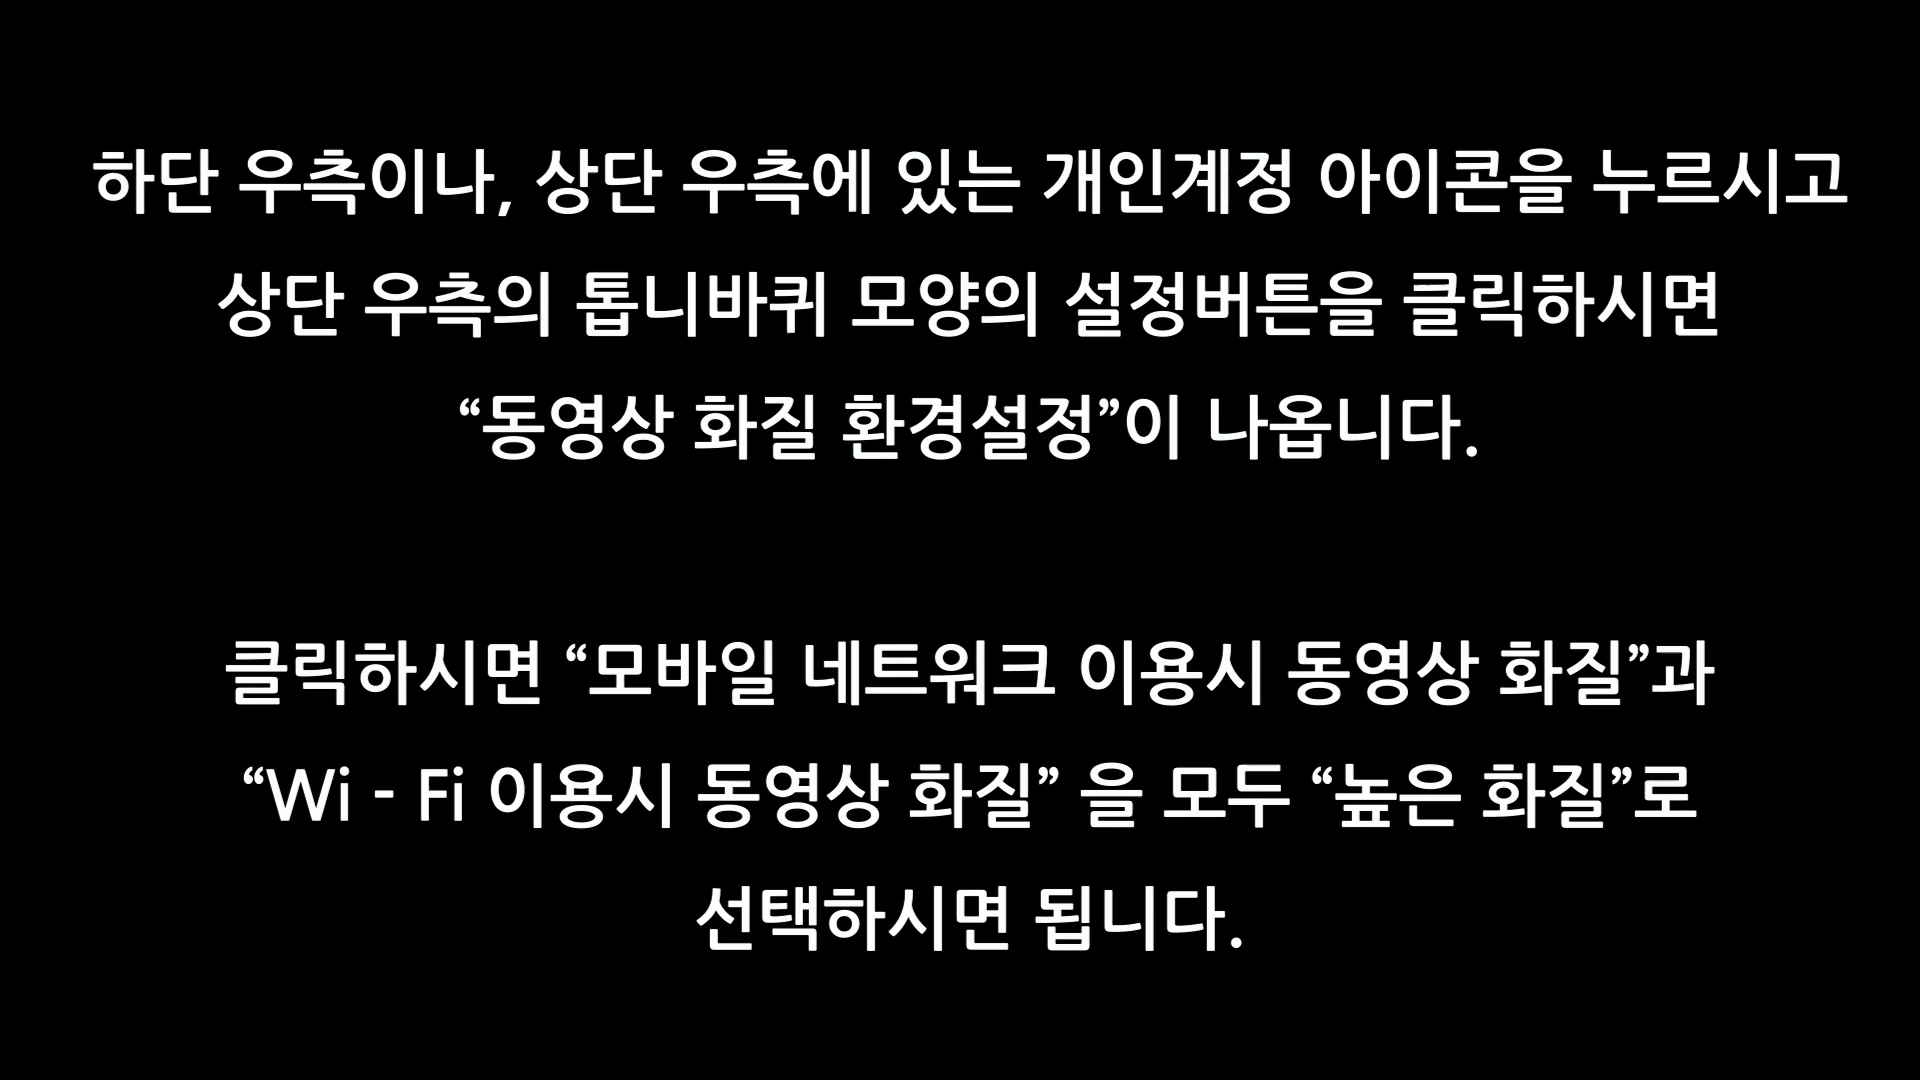 하단 우측이나, 상단 우측에 있는 개인계정 아이콘을 누르시고
상단 우측의 톱니바퀴 모양의 설정버튼을 클릭하시면
“동영상 화질 환경설정”이 나옵니다.
클릭하시면 “모바일 네트워크 이용시 동영상 화질”과
“Wi - Fi 이용시 동영상 화질” 을 모두 “높은 화질”로
선택하시면 됩니다.